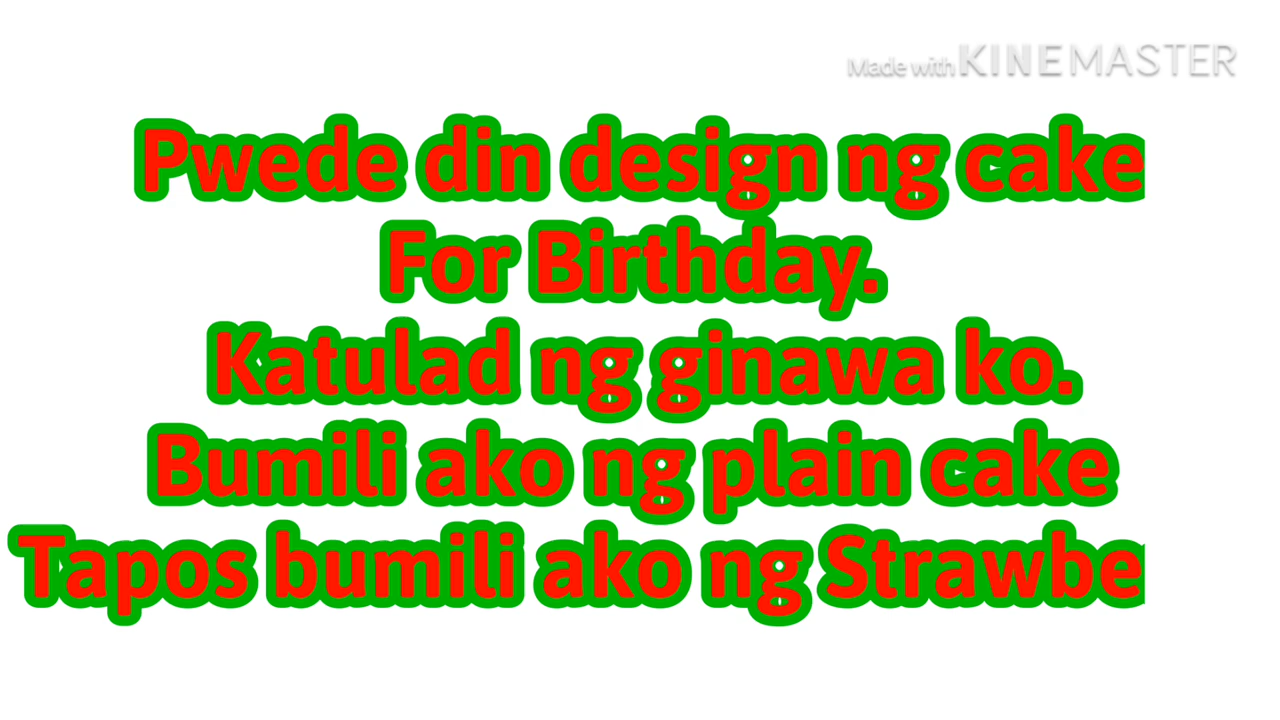 Made with KINEMASTER
Pwede din design ng cake
For Birthday.
Katulad ng ginawa ko.
Bumili ako ng plain cake
Tapos bumili ako ng Strawbe